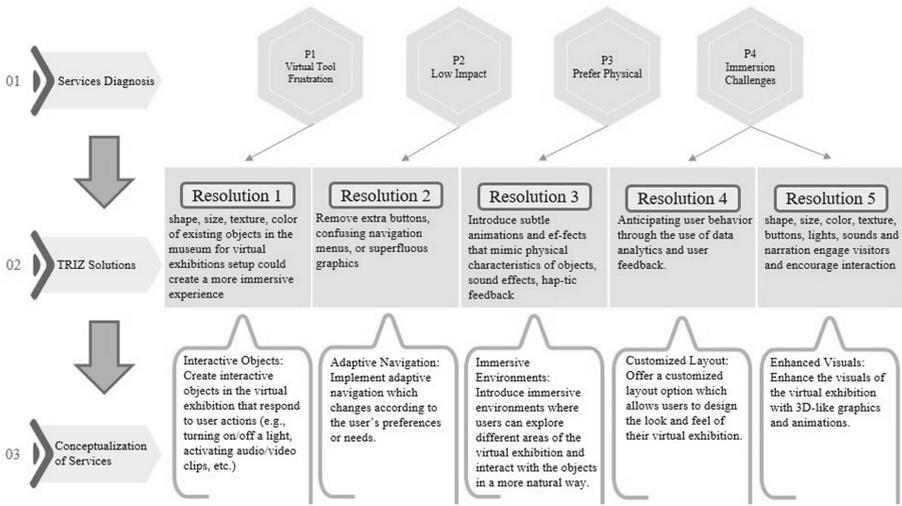 01
Services Diagnosis
P1
Virtual Tool
Frustration
P2
Low Impact
P3
Prefer Physical
P4
Immersion
Challenges
02
TRIZ Solutions
Resolution 1
shape, size, texture, color
of existing objects in the
museum for virtual
exhibitions setup could
create a more immersive
experience
Resolution 2
Remove extra buttons,
confusing navigation
menus, or superfluous
graphics
Resolution 3
Introduce subtle
animations and ef-fects
that mimic physical
characteristics of objects,
sound effects, hap-tic
feedback
Resolution 4
Anticipating user behavior
through the use of data
analytics and user
feedback.
Resolution 5
shape, size, color, texture,
buttons, lights, sounds and
narration engage visitors
and encourage interaction
03
Conceptualization
of Services
Interactive Objects:
Create interactive
objects in the virtual
exhibition that respond
to user actions (e.g.,
turning on/off a light,
activating audio/video
clips, etc.)
Adaptive Navigation:
Implement adaptive
navigation which
changes according to
the user’s preferences
or needs.
Immersive
Environments:
Introduce immersive
environments where
users can explore
different areas of the
virtual exhibition and
interact with the objects
in a more natural way.
Customized Layout:
Offer a customized
layout option which
allows users to design
the look and feel of
their virtual exhibition.
Enhanced Visuals:
Enhance the visuals of
the virtual exhibition
with 3D-like graphics
and animations.